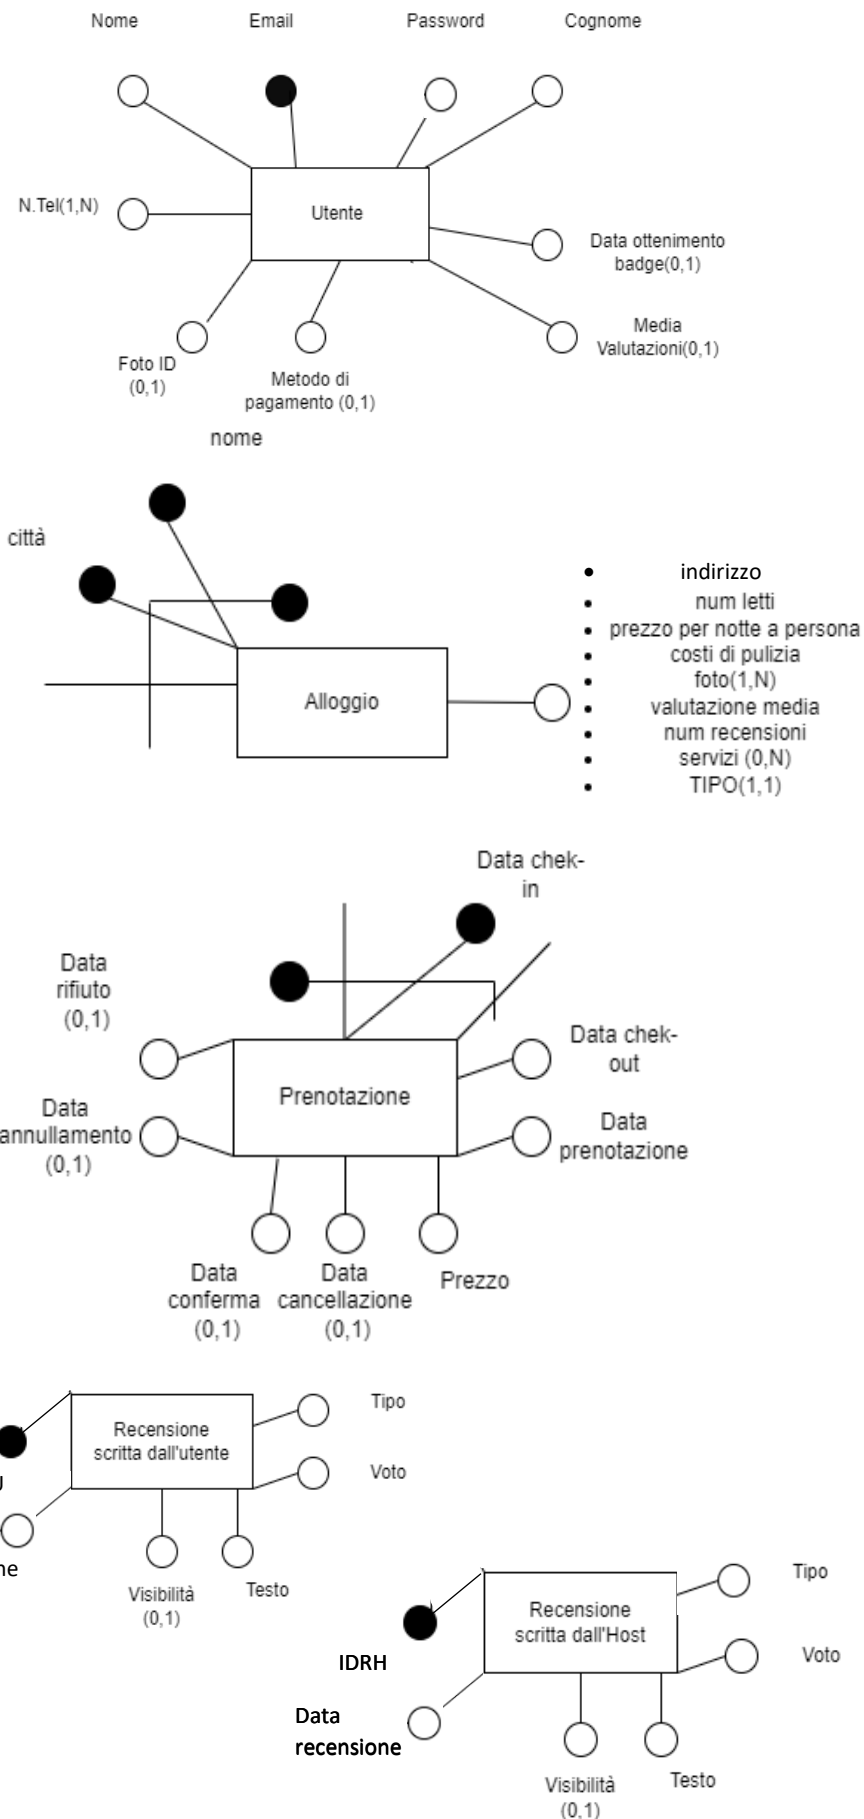 Nome Email Password Cognome
N.Tel(1,N)
Utente
Data ottenimento
badge(0,1)
Media
Valutazioni(0,1)
Foto ID
(0,1)
Metodo di
pagamento (0,1)
nome
città
Alloggio
indirizzo
num letti
prezzo per notte a persona
costi di pulizia
foto(1,N)
valutazione media
num recensioni
servizi (0,N)
TIPO(1,1)
Data chek-
in
Data
rifiuto
(0,1)
Data chek-
out
Prenotazione
Data
annullamento
(0,1)
Data
prenotazione
Data
conferma
(0,1)
Data
cancellazione
(0,1)
Prezzo
Recensione
scritta dall'utente
Tipo
Voto
Visibilità
(0,1)
Testo
Recensione
scritta dall'Host
Tipo
Voto
IDRH
Data
recensione
Visibilità
(0,1)
Testo